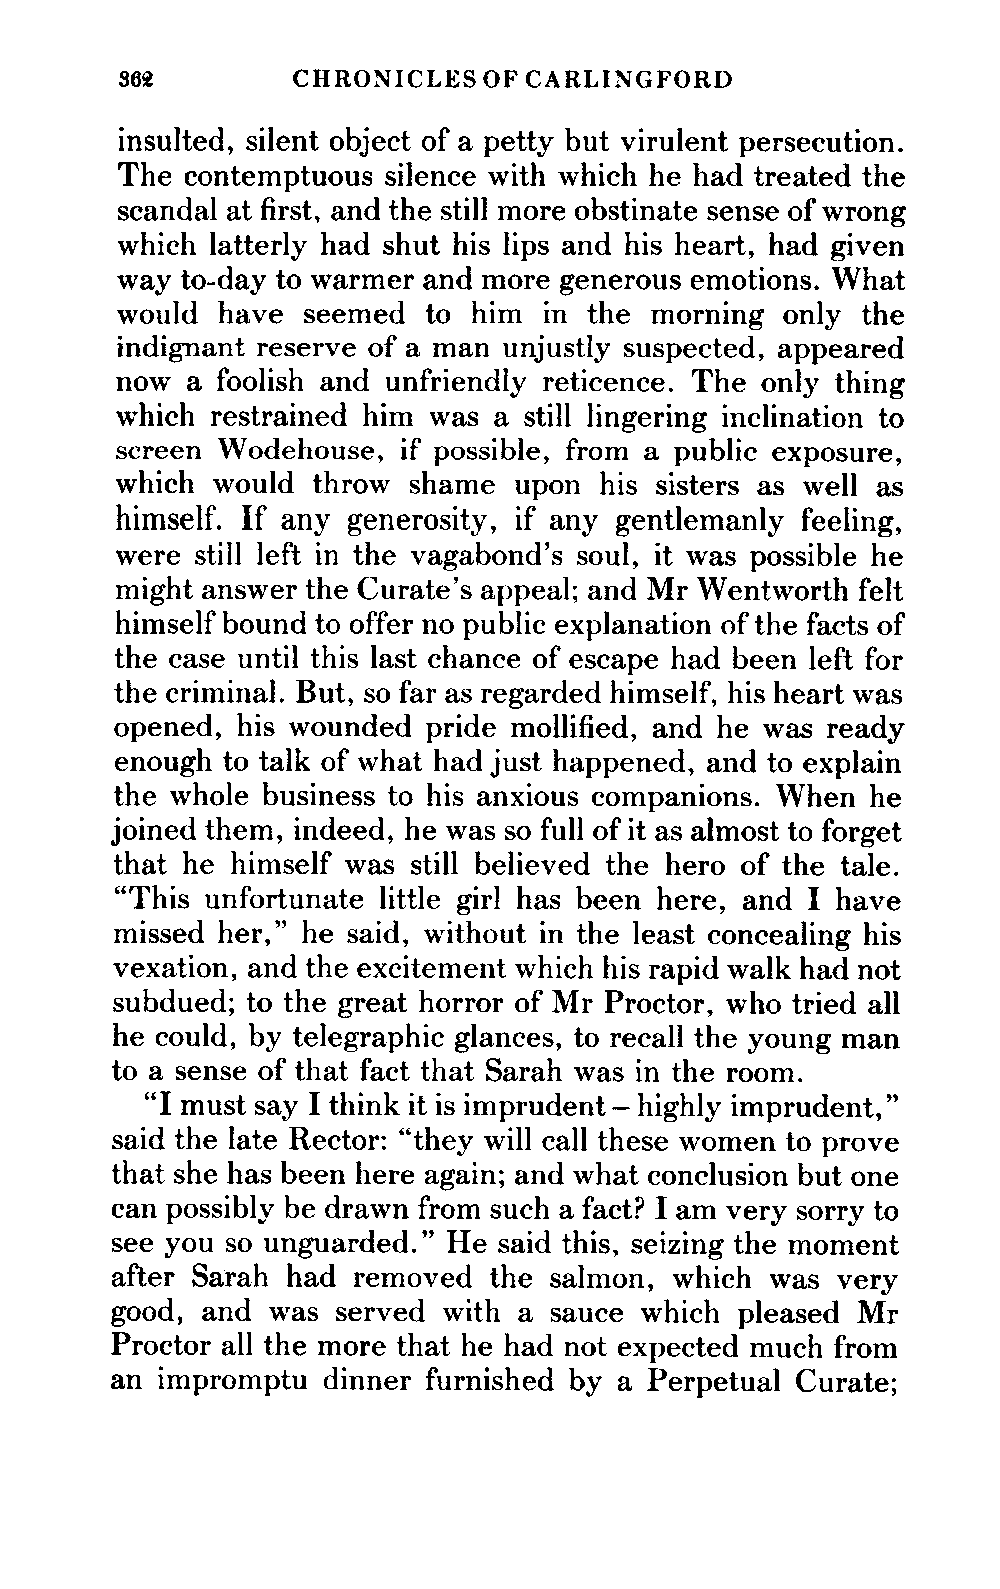 362 CHRONICLES OF CARLINGFORD
insulted, silent object of a petty but virulent persecution.
The contemptuous silence with which he had treated the
scandal at first, and the still more obstinate sense of wrong
which latterly had shut his lips and his heart, had given
way to-day to warmer and more generous emotions. What
would have seemed to him in the morning only the
indignant reserve of a man unjustly suspected, appeared
now a foolish and unfriendly reticence. The only thing
which restrained him was a still lingering inclination to
screen Wodehouse, if possible, from a public exposure,
which would throw shame upon his sisters as well as
himself. If any generosity, if any gentlemanly feeling,
were still left in the vagabond's soul, it was possible he
might answer the Curate's appeal; and Mr Wentworth felt
himself bound to offer no public explanation of the facts of
the case until this last chance of escape had been left for
the criminal. But, so far as regarded himself, his heart was
opened, his wounded pride mollified, and he was ready
enough to talk of what had just happened, and to explain
the whole business to his anxious companions. When he
joined them, indeed, he was so full of it as almost to forget
that he himself was still believed the hero of the tale.
“This unfortunate little girl has been here, and I have
missed her,” he said, without in the least concealing his
vexation, and the excitement which his rapid walk had not
subdued; to the great horror of Mr Proctor, who tried all
he could, by telegraphic glances, to recall the young man
to a sense of that fact that Sarah was in the room.
“I must say I think it is imprudent – highly imprudent,”
said the late Rector: “they will call these women to prove
that she has been here again; and what conclusion but one
can possibly be drawn from such a fact? I am very sorry to
see you so unguarded.” He said this, seizing the moment
after Sarah had removed the salmon, which was very
good, and was served with a sauce which pleased Mr
Proctor all the more that he had not expected much from
an impromptu dinner furnished by a Perpetual Curate;